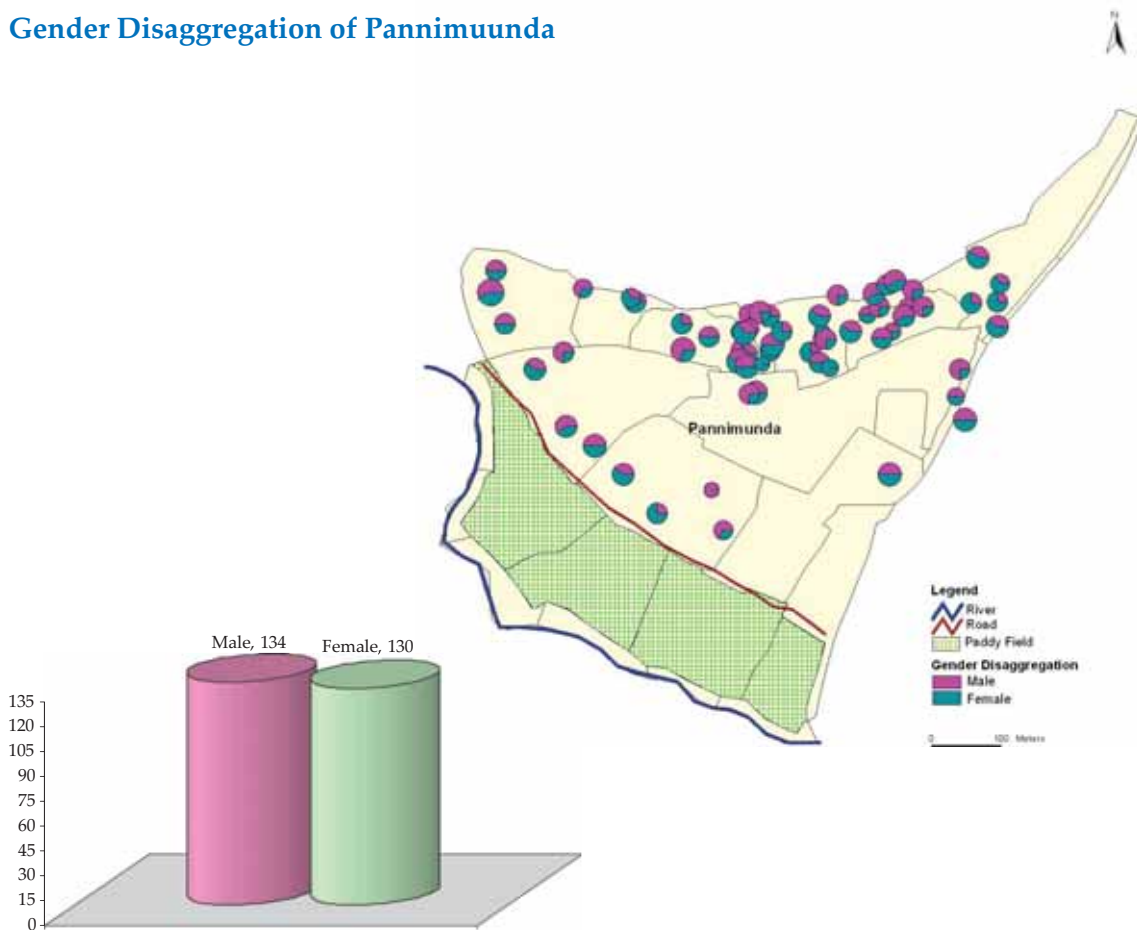 Gender Disaggregation of Pannimuunda
N
Pannimunda
Legend
River
Road
Paddy Field
Gender Disaggregation
Male
Female
0 100 Meters
Male, 134 Female, 130
135
120
105
90
75
60
45
30
15
0